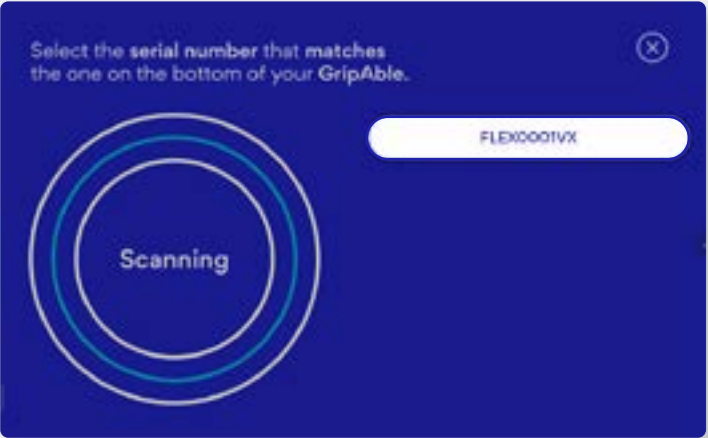 Select the serial number that matches
the one on the bottom of your GripAble.
FLEX0001VX
Scanning